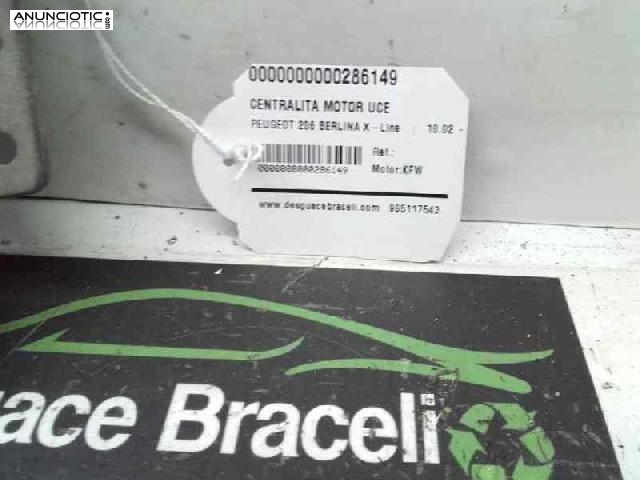 ANUNCIOTIC
0000000000286149
CENTRALITA MOTOR UCE
PEUGEOT 206 BERLINA X-Line : 10.02 -
Ref.:
0000000000286149 Motor:KFW
www.desguacebraceli.com 955117543
ace Braceli